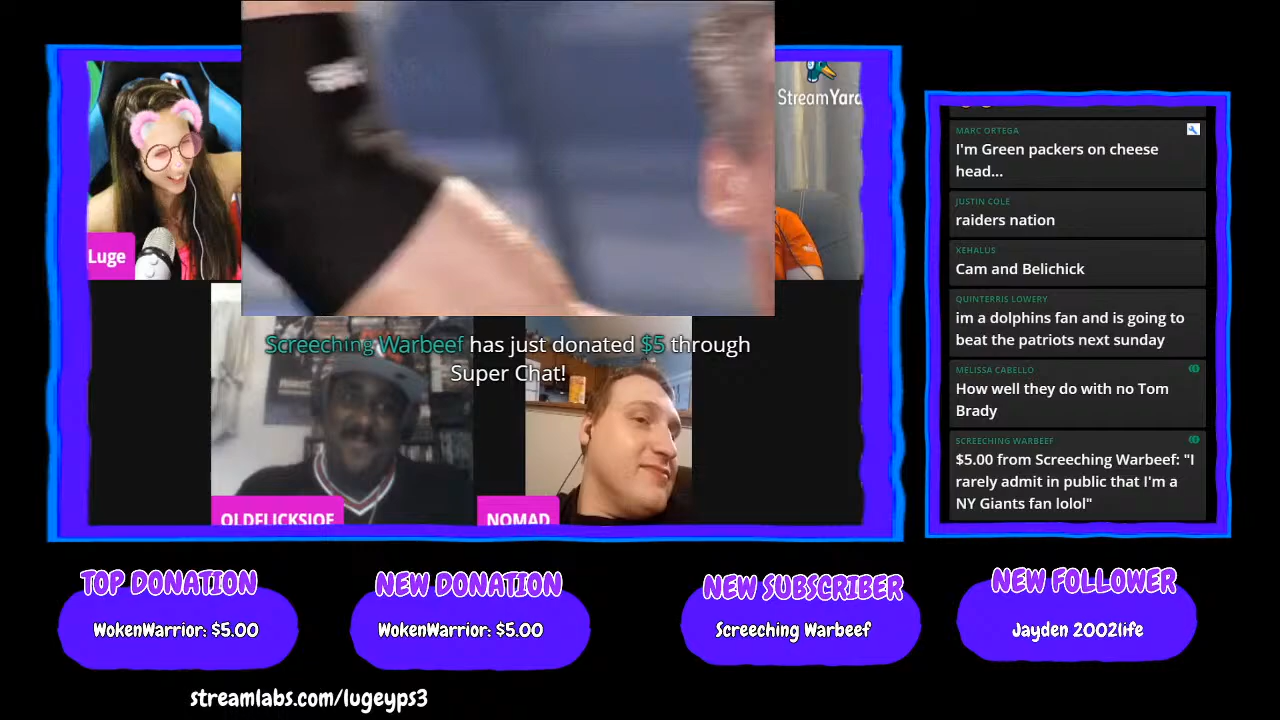 StreamYard
Luge
Screeching Warbeef has just donated $5 through
Super Chat!
OLDFLICKSJOE
NOMAD
MARC ORTEGA
I'm Green packers on cheese
head...
JUSTIN COLE
raiders nation
XEHALUS
Cam and Belichick
QUINTERRIS LOWERY
im a dolphins fan and is going to
beat the patriots next sunday
MELISSA CABELLO
How well they do with no Tom
Brady
SCREECHING WARBEEF
$5.00 from Screeching Warbeef: "I
rarely admit in public that I'm a
NY Giants fan lolol"
TOP DONATION
WokenWarrior: $5.00
NEW DONATION
WokenWarrior: $5.00
NEW SUBSCRIBER
Screeching Warbeef
NEW FOLLOWER
Jayden 2002life
streamlabs.com/lugeyps3